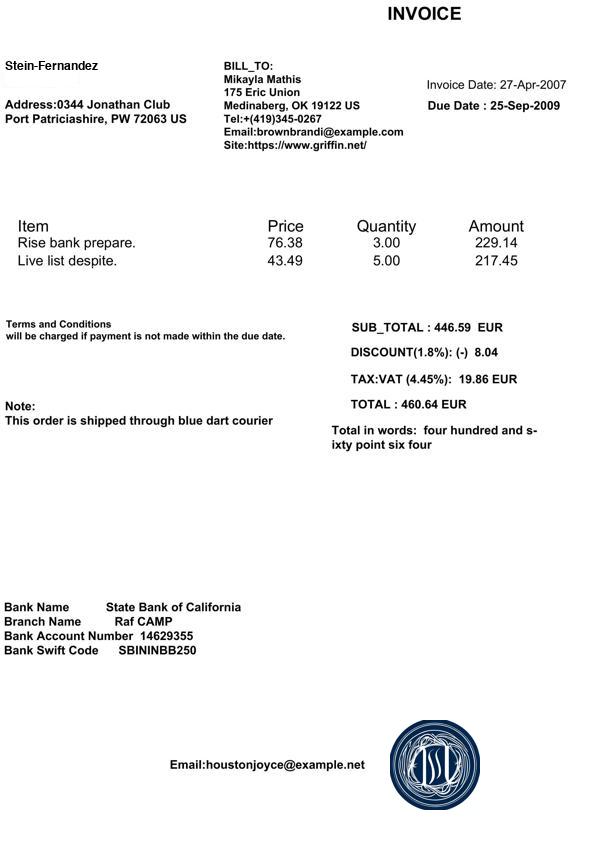 INVOICE
Stein-Fernandez
Address:0344 Jonathan Club
Port Patriciashire, PW 72063 US
BILL_TO:
Mikayla Mathis
175 Eric Union
Medinaberg, OK 19122 US
Tel:+(419)345-0267
Email:brownbrandi@example.com
Site:https://www.griffin.net/
Invoice Date: 27-Apr-2007
Due Date : 25-Sep-2009
Item Price Quantity Amount
Rise bank prepare. 76.38 3.00 229.14
Live list despite. 43.49 5.00 217.45
Terms and Conditions
will be charged if payment is not made within the due date.
SUB_TOTAL : 446.59 EUR
DISCOUNT(1.8%): (-) 8.04
TAX:VAT (4.45%): 19.86 EUR
TOTAL : 460.64 EUR
Note:
This order is shipped through blue dart courier
Total in words: four hundred and s-
ixty point six four
Bank Name State Bank of California
Branch Name Raf CAMP
Bank Account Number 14629355
Bank Swift Code SBININBB250
Email:houstonjoyce@example.net